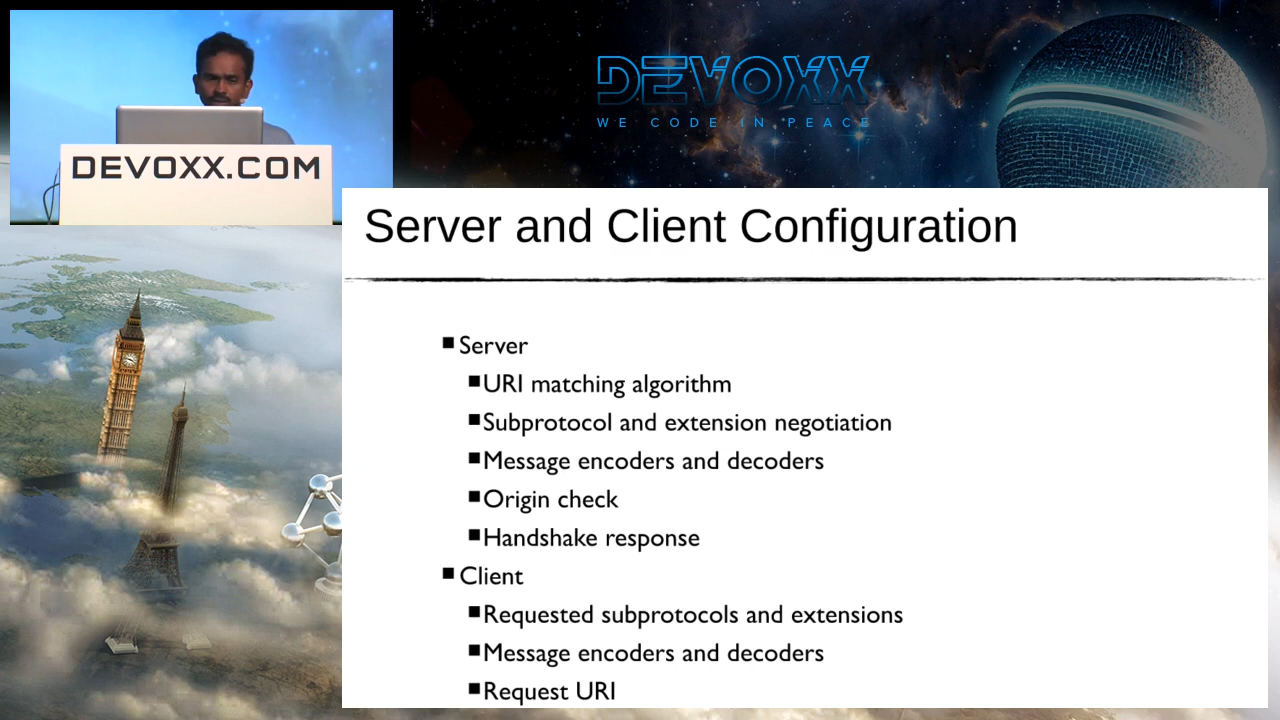 DEVOXX
WE CODE IN PEACE
DEVOXX.COM
Server and Client Configuration
Server
URI matching algorithm
Subprotocol and extension negotiation
Message encoders and decoders
Origin check
Handshake response
Client
Requested subprotocols and extensions
Message encoders and decoders
Request URI